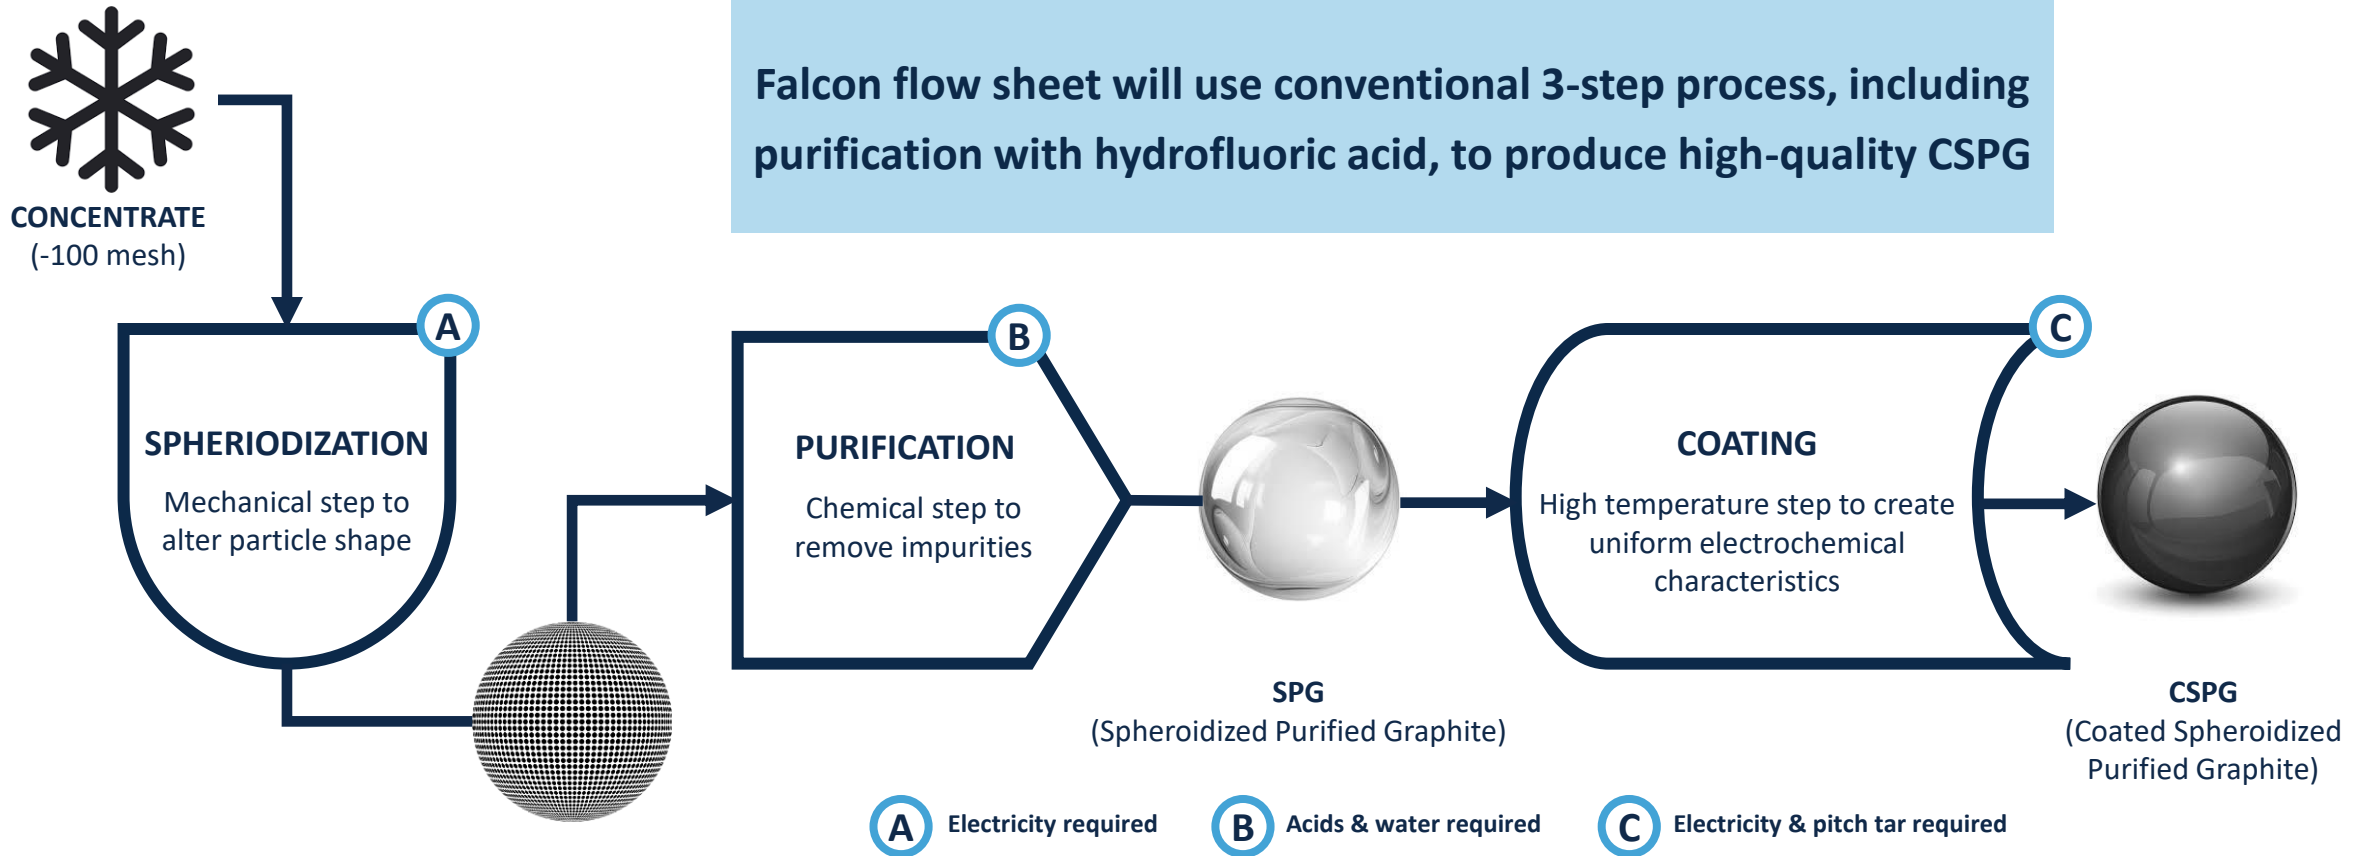 Falcon flow sheet will use conventional 3-step process, including
purification with hydrofluoric acid, to produce high-quality CSPG
CONCENTRATE
(-100 mesh)
A
SPHERIODIZATION
Mechanical step to
alter particle shape
B
PURIFICATION
Chemical step to
remove impurities
SPG
(Spheroidized Purified Graphite)
C
COATING
High temperature step to create
uniform electrochemical
characteristics
CSPG
(Coated Spheroidized
Purified Graphite)
A Electricity required
B Acids & water required
C Electricity & pitch tar required